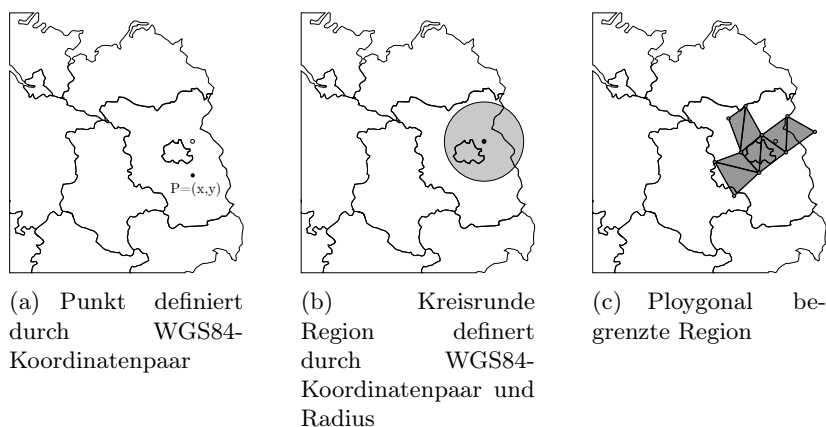 P=(x,y)
(a) Punkt definiert
durch WGS84-
Koordinatenpaar
(b) Kreisrunde
Region definert
durch WGS84-
Koordinatenpaar und
Radius
(c) Ploygonal be-
grenzte Region